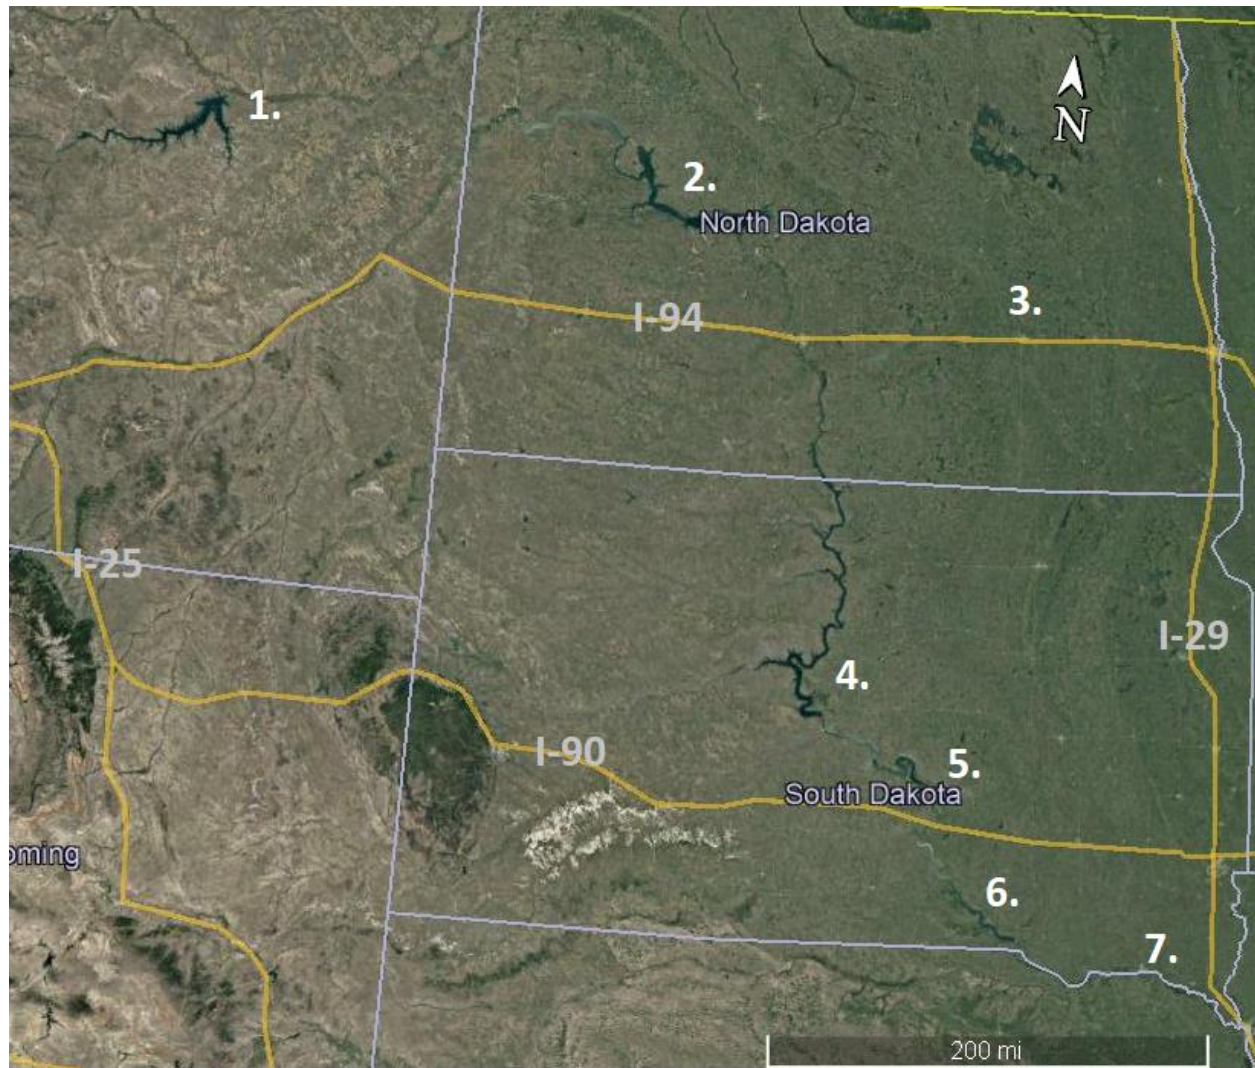 1.
N
2.
North Dakota
3.
I-94
I-25
I-29
4.
I-90
5.
South Dakota
oming
6.
7.
200 mi